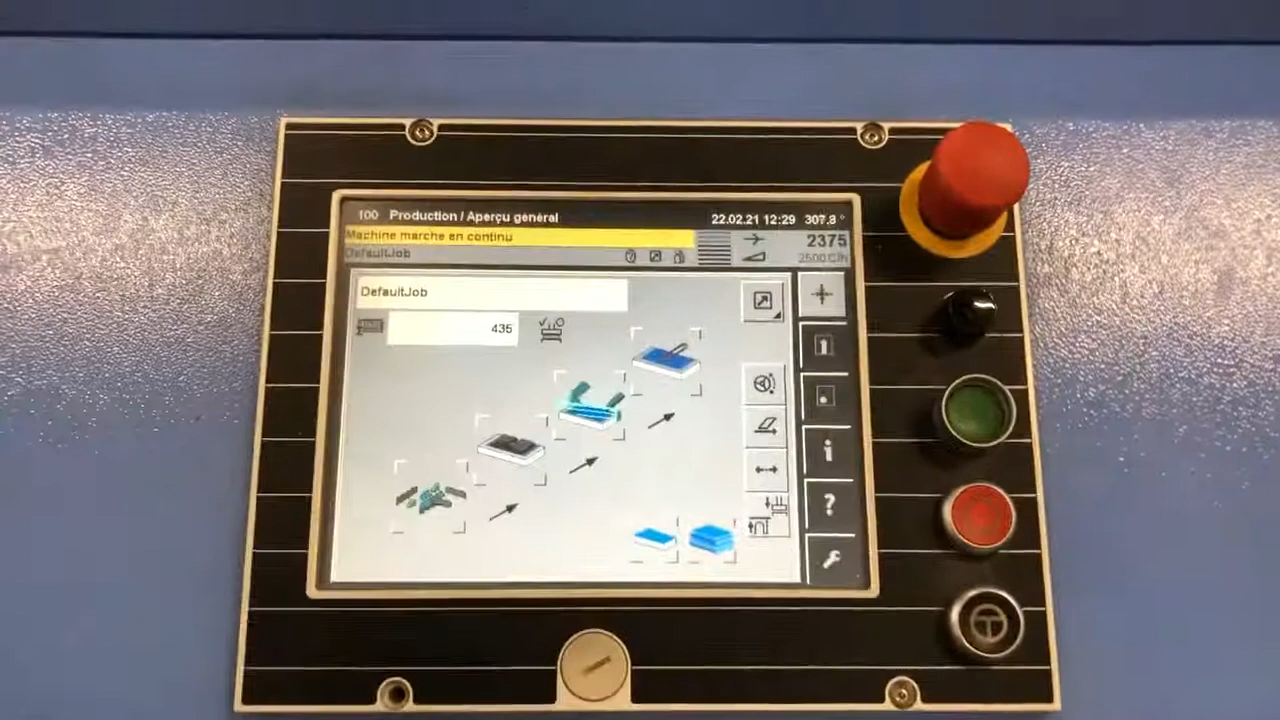 100 Production / Aperçu général 22.02.21 12:29 307.8 °
Machine marche en continu 2375
DefaultJob 2500 C/h
DefaultJob
435
i
?